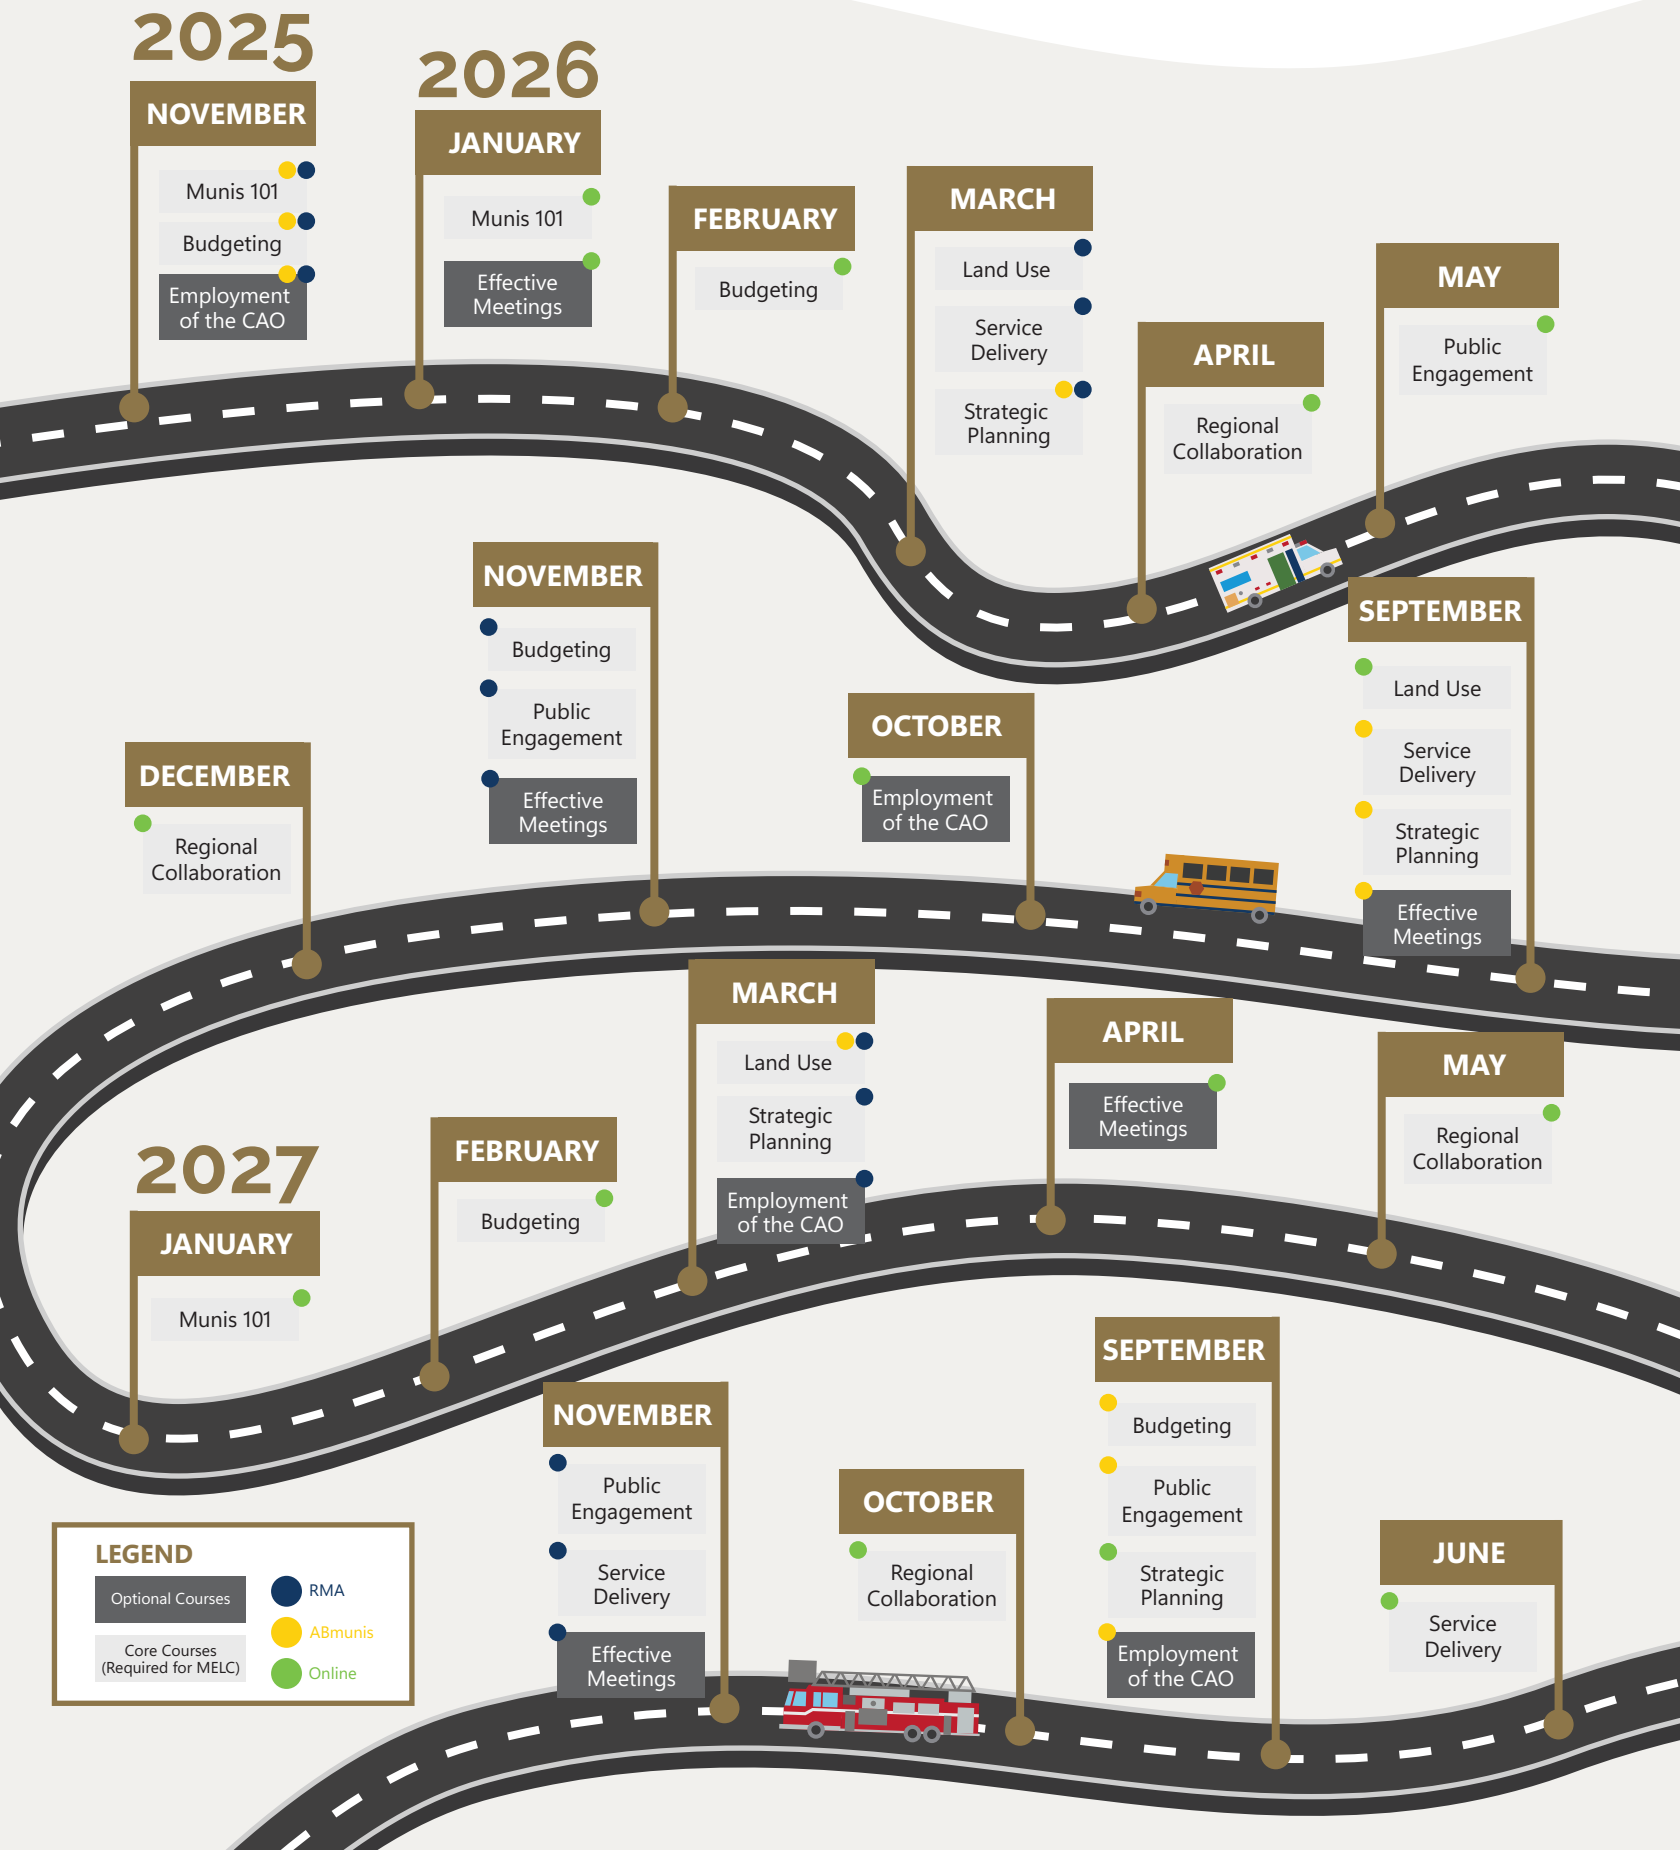 2025
NOVEMBER
Munis 101
Budgeting
Employment
of the CAO
2026
JANUARY
Munis 101
Effective
Meetings
FEBRUARY
Budgeting
MARCH
Land Use
Service
Delivery
Strategic
Planning
APRIL
Regional
Collaboration
MAY
Public
Engagement
SEPTEMBER
Land Use
Service
Delivery
Strategic
Planning
Effective
Meetings
OCTOBER
Employment
of the CAO
NOVEMBER
Budgeting
Public
Engagement
Effective
Meetings
DECEMBER
Regional
Collaboration
2027
JANUARY
Munis 101
FEBRUARY
Budgeting
MARCH
Land Use
Strategic
Planning
Employment
of the CAO
APRIL
Effective
Meetings
MAY
Regional
Collaboration
JUNE
Service
Delivery
SEPTEMBER
Budgeting
Public
Engagement
Strategic
Planning
Employment
of the CAO
OCTOBER
Regional
Collaboration
NOVEMBER
Public
Engagement
Service
Delivery
Effective
Meetings
LEGEND
Optional Courses
Core Courses
(Required for MELC)
RMA
ABmunis
Online